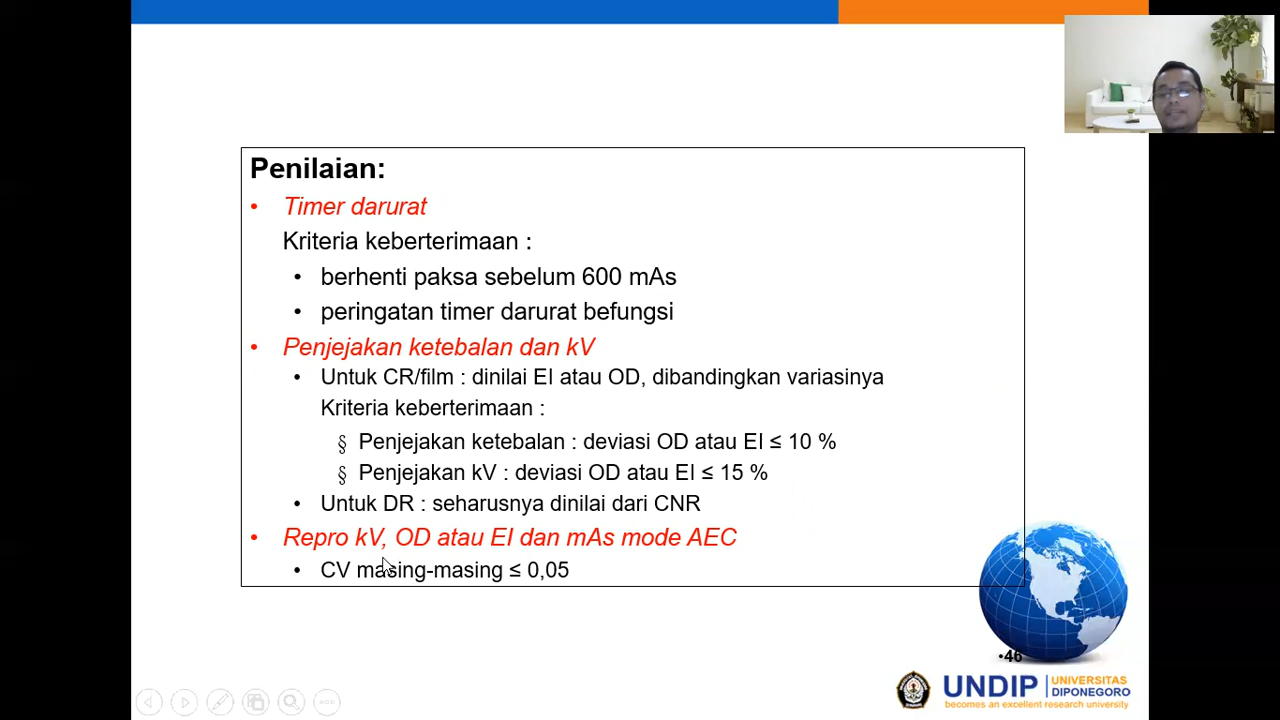 Penilaian:
• Timer darurat
Kriteria keberterimaan :
• berhenti paksa sebelum 600 mAs
• peringatan timer darurat befungsi
• Penjejakan ketebalan dan kV
• Untuk CR/film : dinilai EI atau OD, dibandingkan variasinya
Kriteria keberterimaan :
§ Penjejakan ketebalan : deviasi OD atau EI ≤ 10 %
§ Penjejakan kV : deviasi OD atau EI ≤ 15 %
• Untuk DR : seharusnya dinilai dari CNR
• Repro kV, OD atau EI dan mAs mode AEC
• CV masing-masing ≤ 0,05
•46
UNDIP UNIVERSITAS DIPONEGORO
becomes an excellent research university